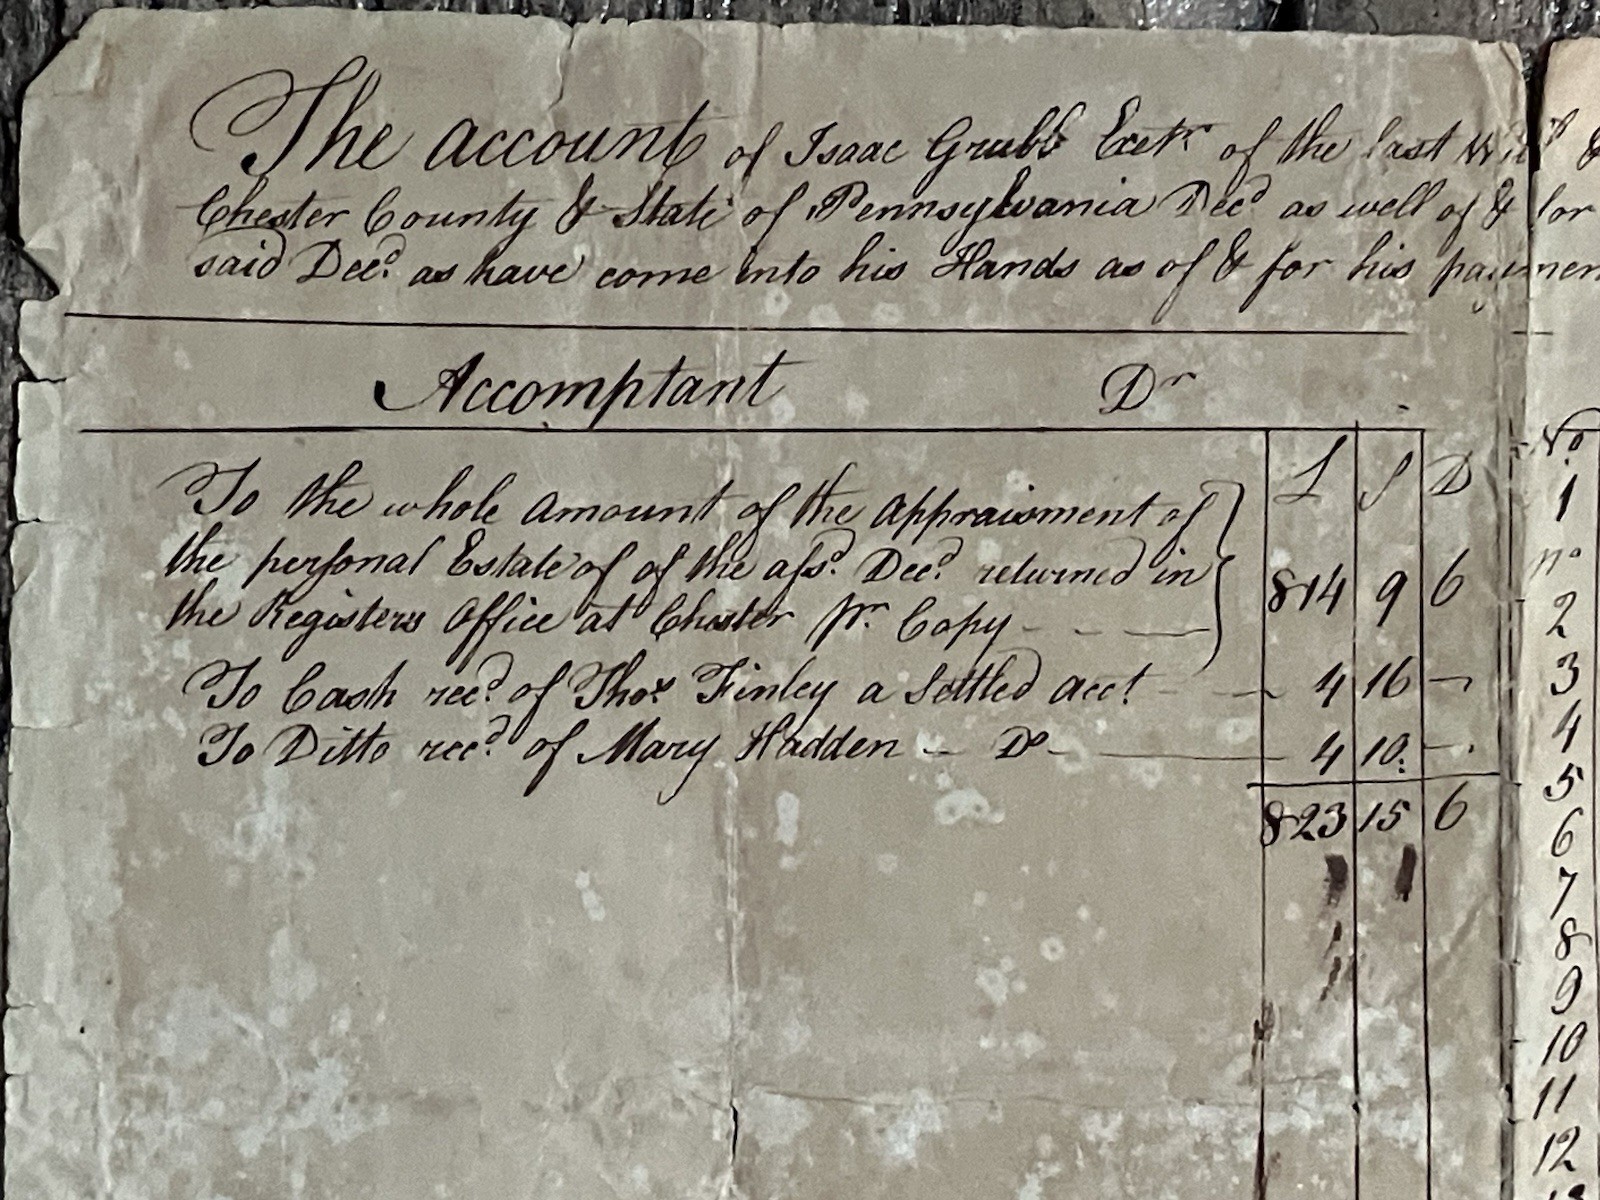 The account of Isaac Grubb Exetr of the last Will &
Chester County & State of Pennsylvania Decd as well of & for
said Decd as have come into his Hands as of & for his paymen
Accomptant Dr
L S D
To the whole Amount of the Appraisment of
the personal Estate of of the afsd Decd returned in 814 9 6
the Registers Office at Chester pr Copy
To Cash recd of Thos Finley a Settled acct 4 16 -
To Ditto recd of Mary Hadden - Do 4 10: -
823 15 6
No
1
no
2
3
4
5
6
7
8
9
10
11
12